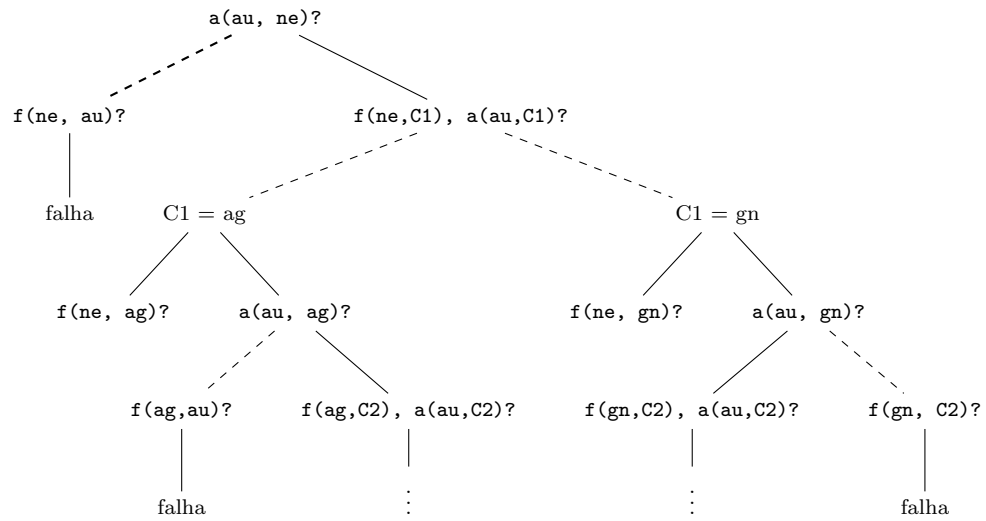 a(au, ne)?
f(ne, au)?
f(ne,C1), a(au,C1)?
falha
C1 = ag
C1 = gn
f(ne, ag)?
a(au, ag)?
f(ne, gn)?
a(au, gn)?
f(ag,au)?
f(ag,C2), a(au,C2)?
f(gn,C2), a(au,C2)?
f(gn, C2)?
falha
falha